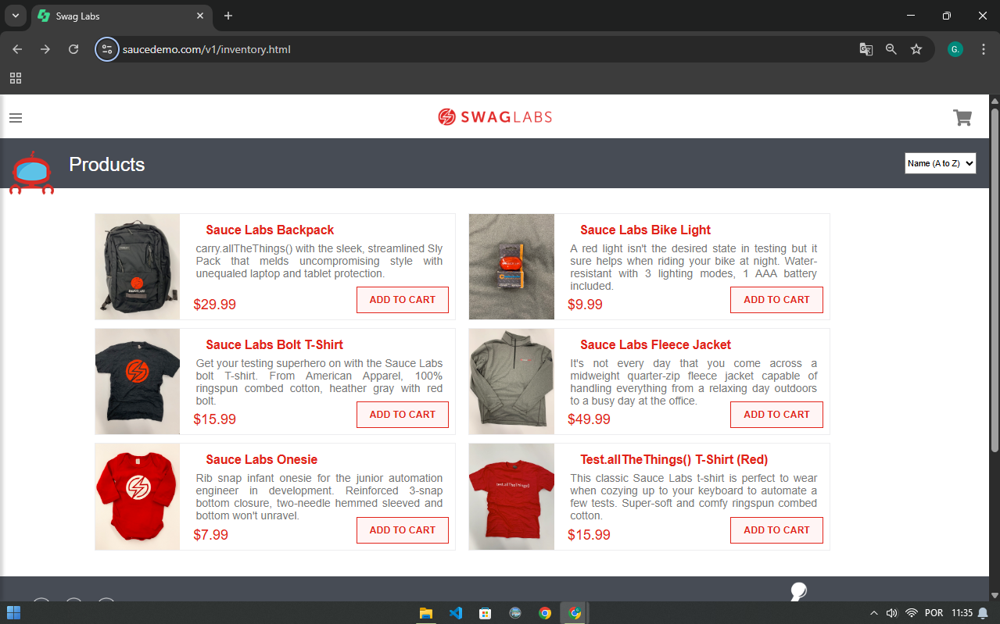 Swag Labs
saucedemo.com/v1/inventory.html
G.
SWAGLABS
Products
Name (A to Z)
Sauce Labs Backpack
carry.allTheThings() with the sleek, streamlined Sly
Pack that melds uncompromising style with
unequaled laptop and tablet protection.
$29.99
ADD TO CART
Sauce Labs Bike Light
A red light isn't the desired state in testing but it
sure helps when riding your bike at night. Water-
resistant with 3 lighting modes, 1 AAA battery
included.
$9.99
ADD TO CART
Sauce Labs Bolt T-Shirt
Get your testing superhero on with the Sauce Labs
bolt T-shirt. From American Apparel, 100%
ringspun combed cotton, heather gray with red
bolt.
$15.99
ADD TO CART
Sauce Labs Fleece Jacket
It's not every day that you come across a
midweight quarter-zip fleece jacket capable of
handling everything from a relaxing day outdoors
to a busy day at the office.
$49.99
ADD TO CART
Sauce Labs Onesie
Rib snap infant onesie for the junior automation
engineer in development. Reinforced 3-snap
bottom closure, two-needle hemmed sleeved and
bottom won't unravel.
$7.99
ADD TO CART
test.allTheThings()
Test.allTheThings() T-Shirt (Red)
This classic Sauce Labs t-shirt is perfect to wear
when cozying up to your keyboard to automate a
few tests. Super-soft and comfy ringspun combed
cotton.
$15.99
ADD TO CART
POR
11:35